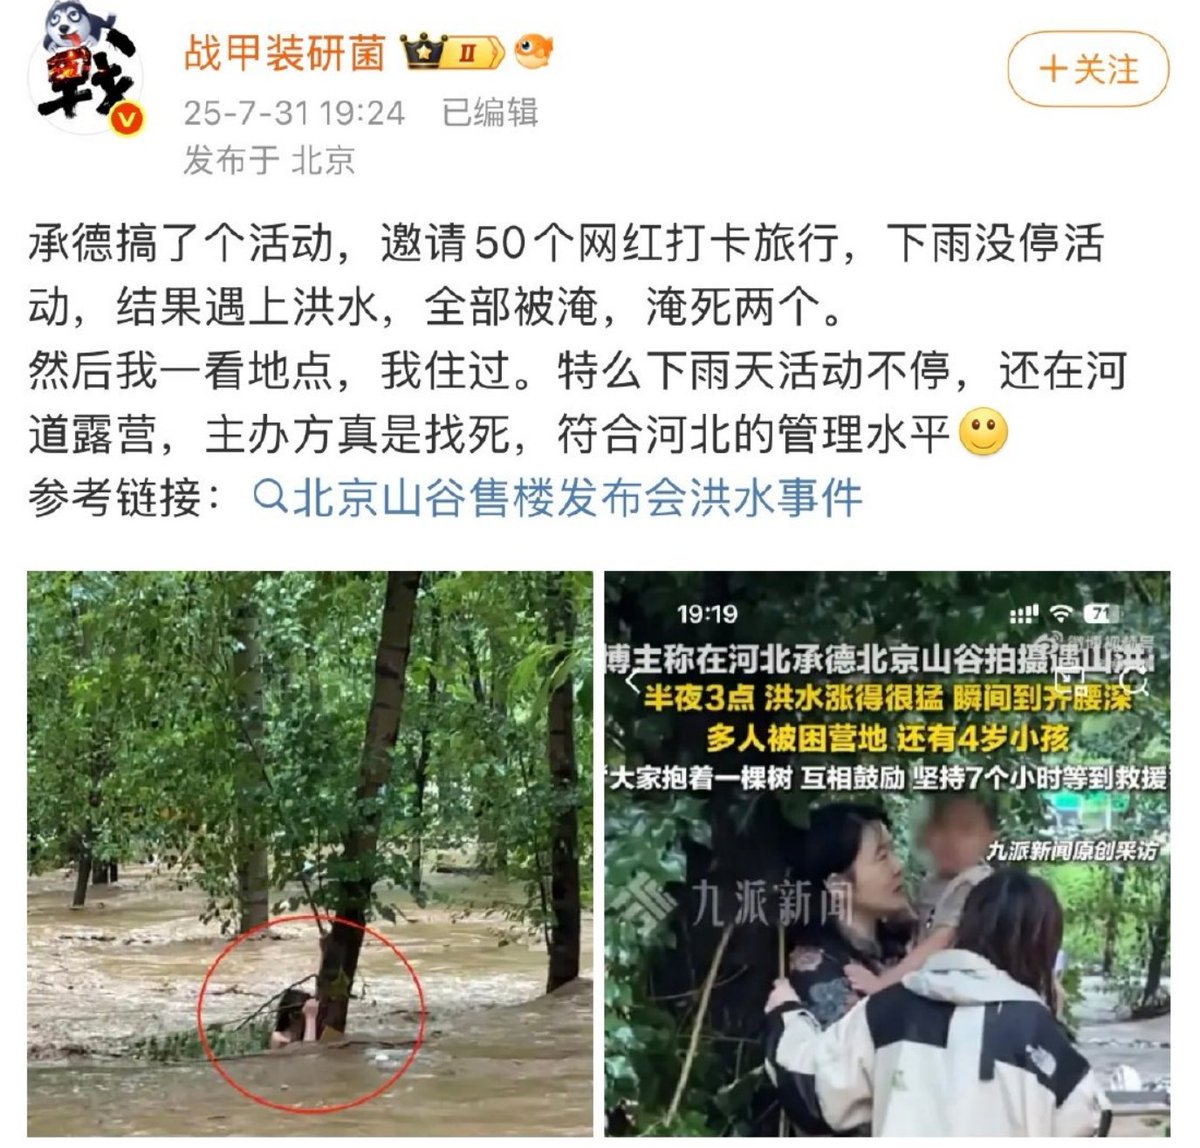 战甲装研菌
II
25-7-31 19:24 已编辑
发布于 北京
+关注
承德搞了个活动，邀请50个网红打卡旅行，下雨没停活
动，结果遇上洪水，全部被淹，淹死两个。
然后我一看地点，我住过。特么下雨天活动不停，还在河
道露营，主办方真是找死，符合河北的管理水平
参考链接：北京山谷售楼发布会洪水事件
19:19
71
微博视频号
博主称在河北承德北京山谷拍摄遇山洪
半夜3点 洪水涨得很猛 瞬间到齐腰深
多人被困营地 还有4岁小孩
“大家抱着一棵树 互相鼓励 坚持7个小时等到救援
九派新闻原创采访
九派新闻